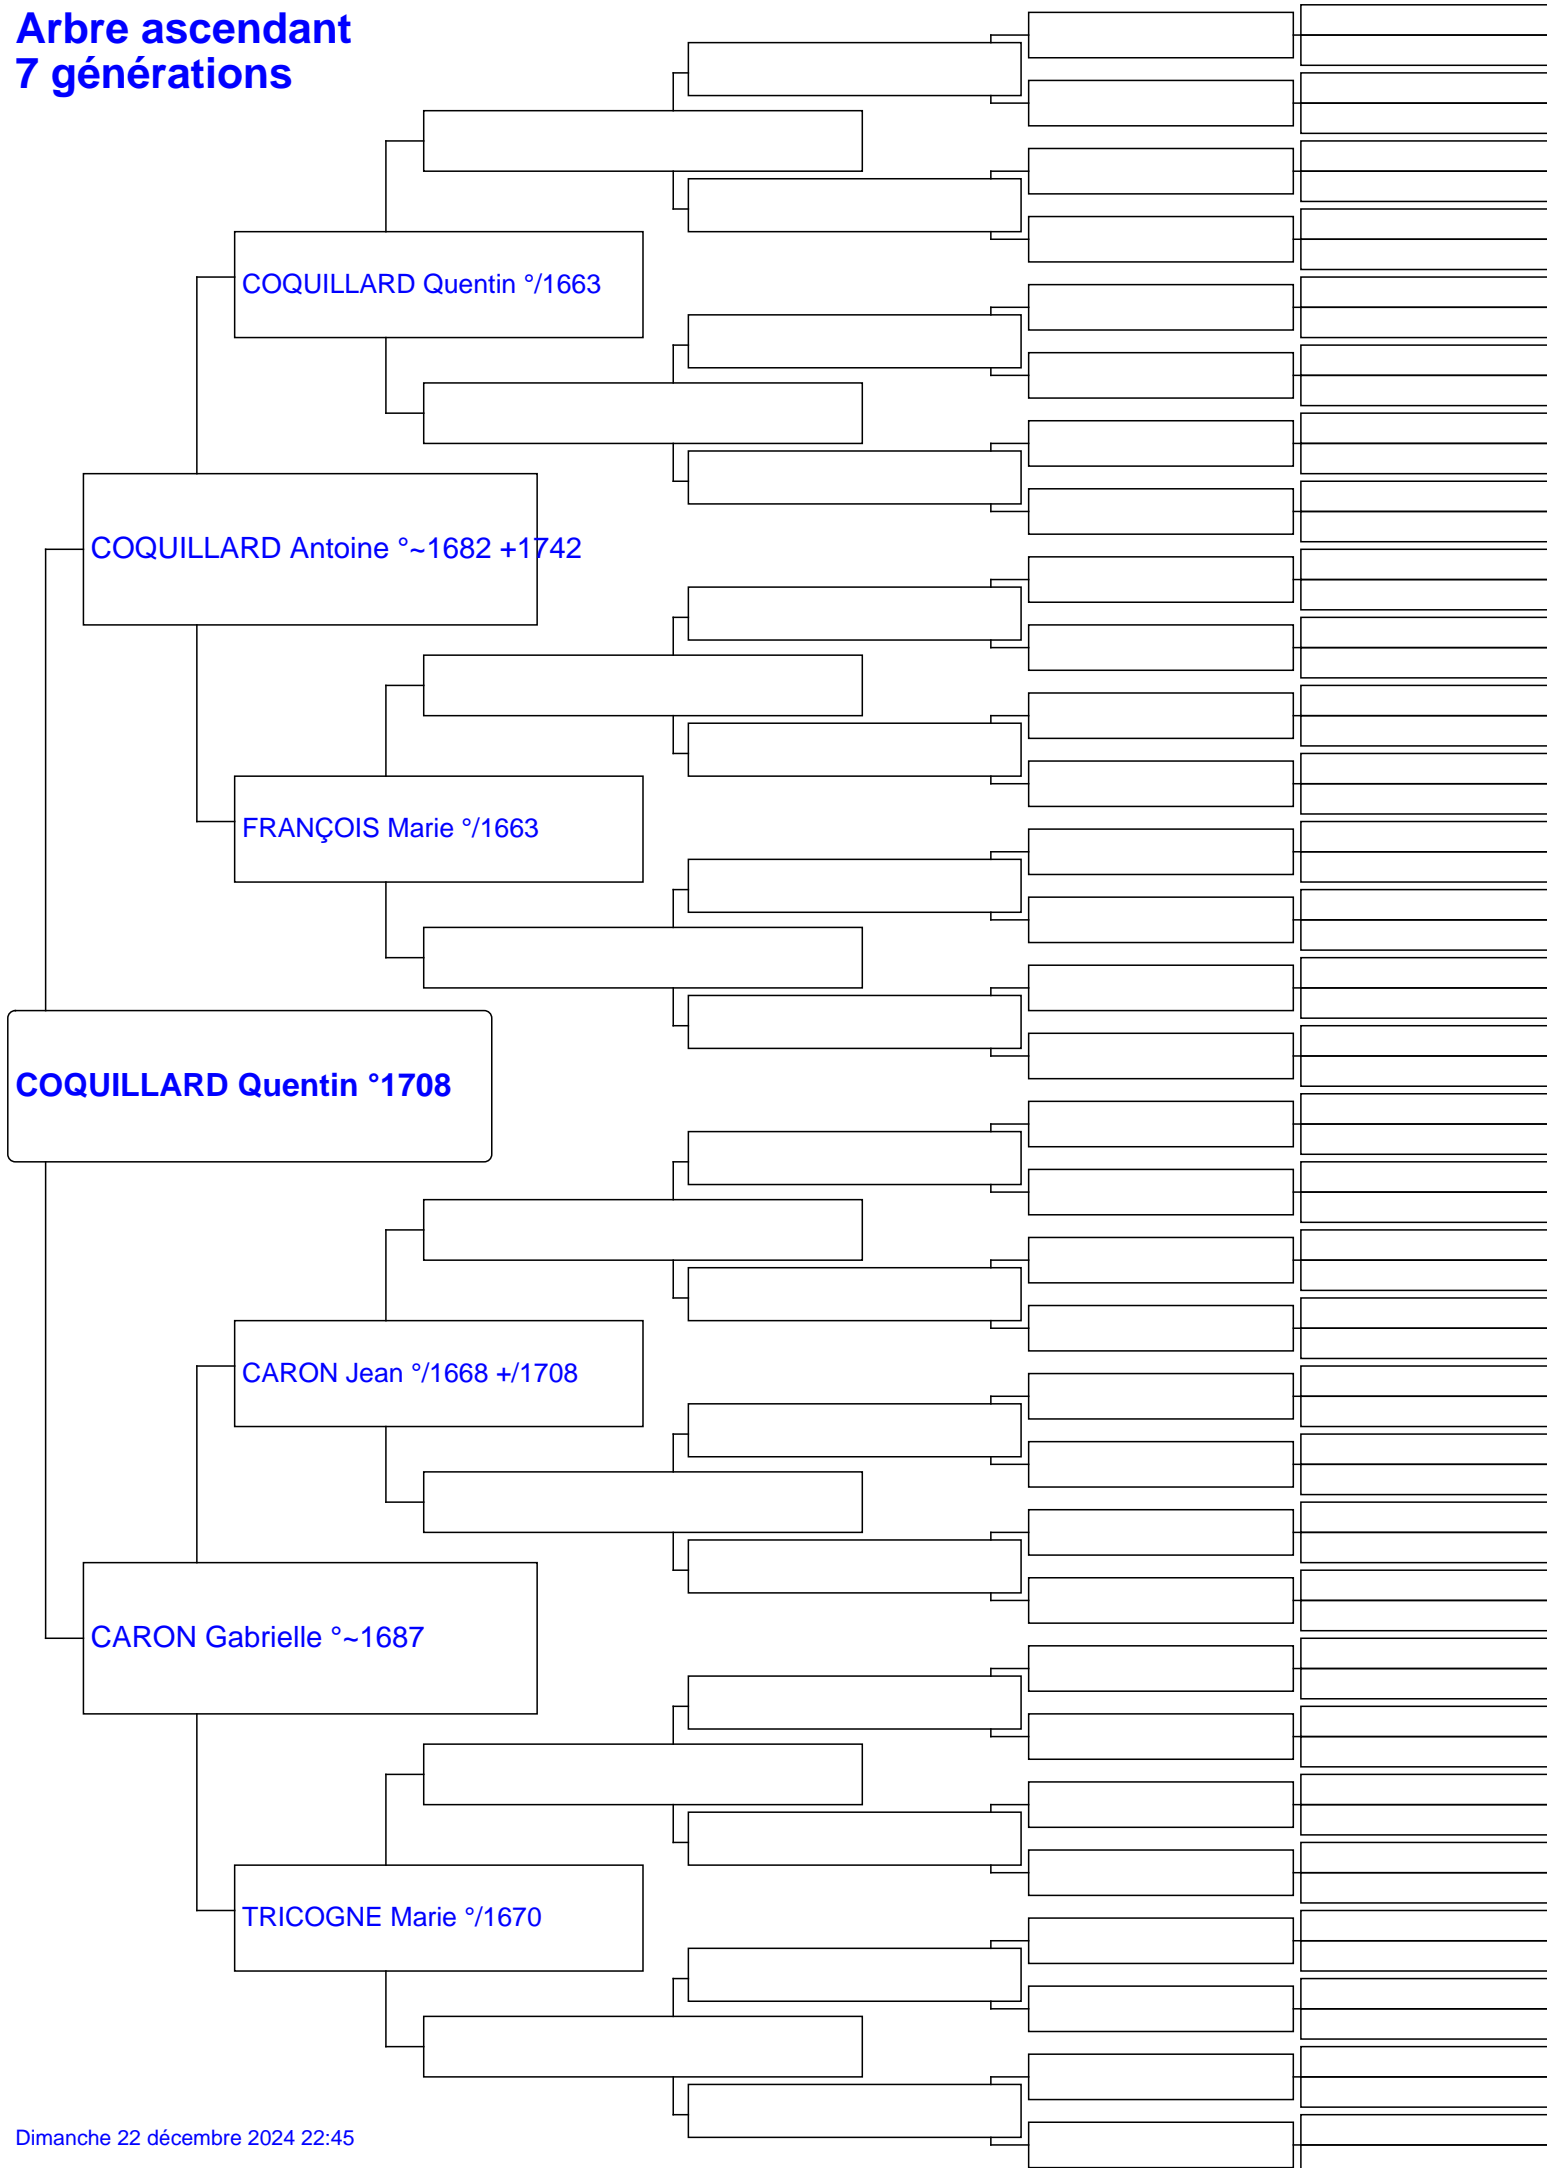 Arbre ascendant
7 générations
COQUILLARD Quentin °/1663
COQUILLARD Antoine °~1682 +1742
FRANÇOIS Marie °/1663
COQUILLARD Quentin °1708
CARON Jean °/1668 +/1708
CARON Gabrielle °~1687
TRICOGNE Marie °/1670
Dimanche 22 décembre 2024 22:45